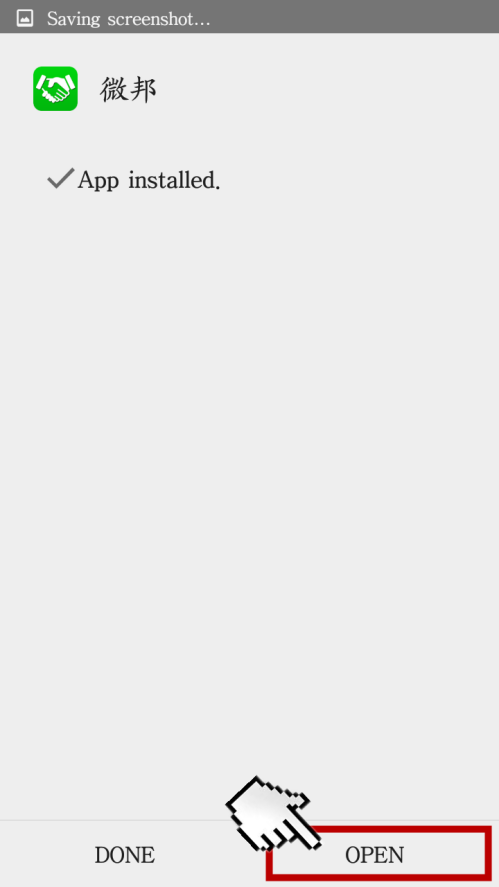 Saving screenshot...
微邦
App installed.
DONE
OPEN